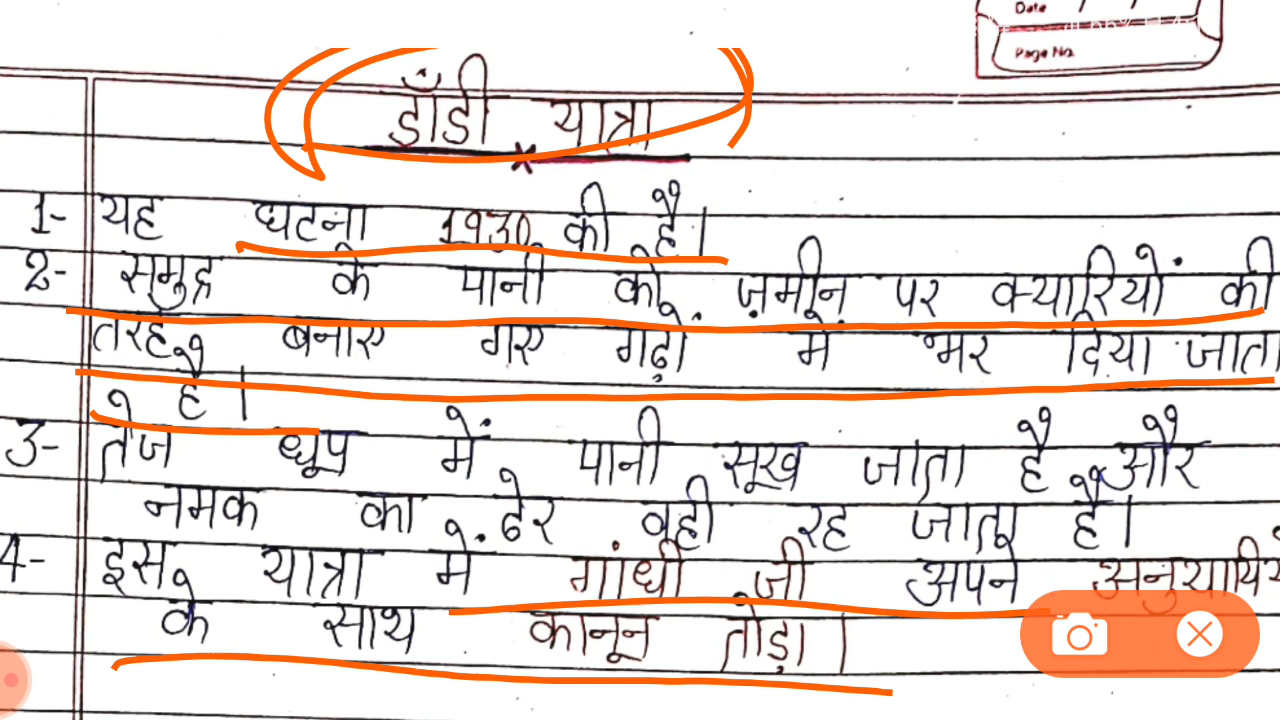 Date / /
Page No.
डाँडी यात्रा
1- यह घटना 1930 की है।
2- समुद्र के पानी को ज़मीन पर क्यारियों की
तरह बनाए गए गढ़ों में भर दिया जाता
है।
3- तेज धूप में पानी सूख जाता है और
नमक का ढेर वही रह जाता है।
4- इस यात्रा में गांधी जी अपने
के साथ कानून तोड़ा।